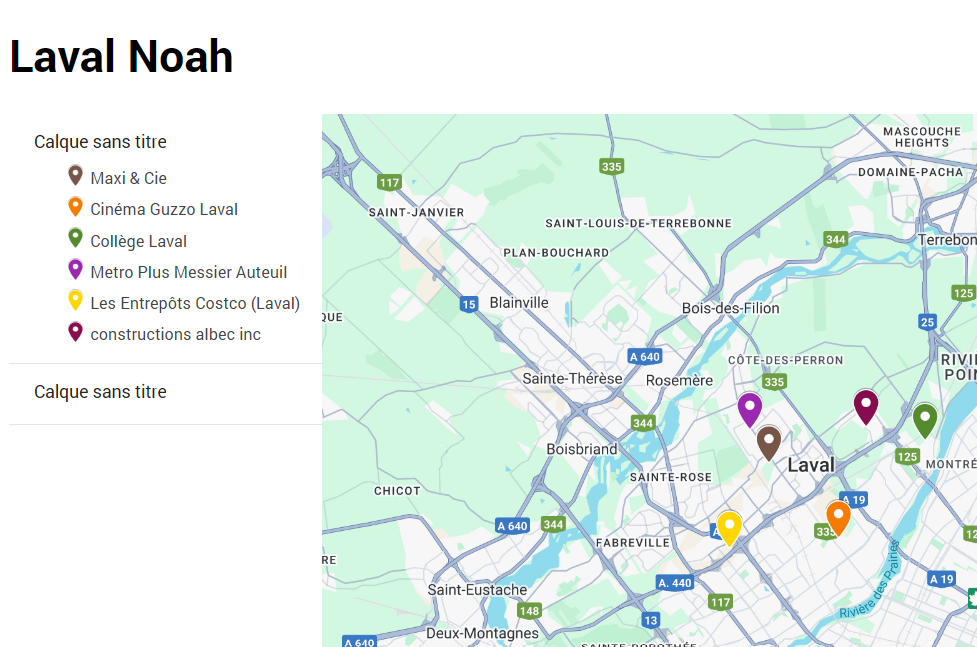 Laval Noah
Calque sans titre
Maxi & Cie
Cinéma Guzzo Laval
Collège Laval
Metro Plus Messier Auteuil
Les Entrepôts Costco (Laval)
constructions albec inc
Calque sans titre
MASCOUCHE
HEIGHTS
335
DOMAINE-PACHA
117
SAINT-JANVIER
SAINT-LOUIS-DE-TERREBONNE
344
Terrebon
PLAN-BOUCHARD
125
15
Blainville
Bois-des-Filion
QUE
25
A 640
CÔTE-DES-PERRON
RIVI
POIN
Sainte-Thérèse
Rosemère
335
344
Boisbriand
125
Laval
MONTRÉ
SAINTE-ROSE
CHICOT
A 19
A 640
344
335
FABREVILLE
RE
A. 440
A 19
Saint-Eustache
117
148
Rivière des Prairies
13
Deux-Montagnes
A 640